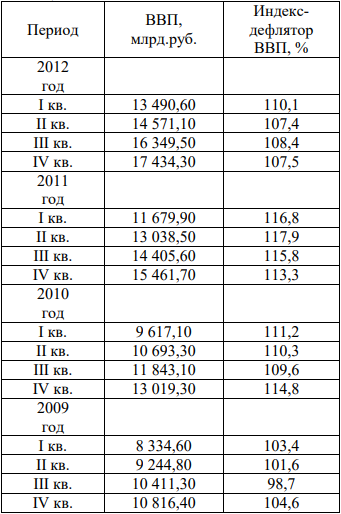 Период ВВП, млрд.руб. Индекс-дефлятор ВВП, %
2012 год
I кв. 13 490,60 110,1
II кв. 14 571,10 107,4
III кв. 16 349,50 108,4
IV кв. 17 434,30 107,5
2011 год
I кв. 11 679,90 116,8
II кв. 13 038,50 117,9
III кв. 14 405,60 115,8
IV кв. 15 461,70 113,3
2010 год
I кв. 9 617,10 111,2
II кв. 10 693,30 110,3
III кв. 11 843,10 109,6
IV кв. 13 019,30 114,8
2009 год
I кв. 8 334,60 103,4
II кв. 9 244,80 101,6
III кв. 10 411,30 98,7
IV кв. 10 816,40 104,6